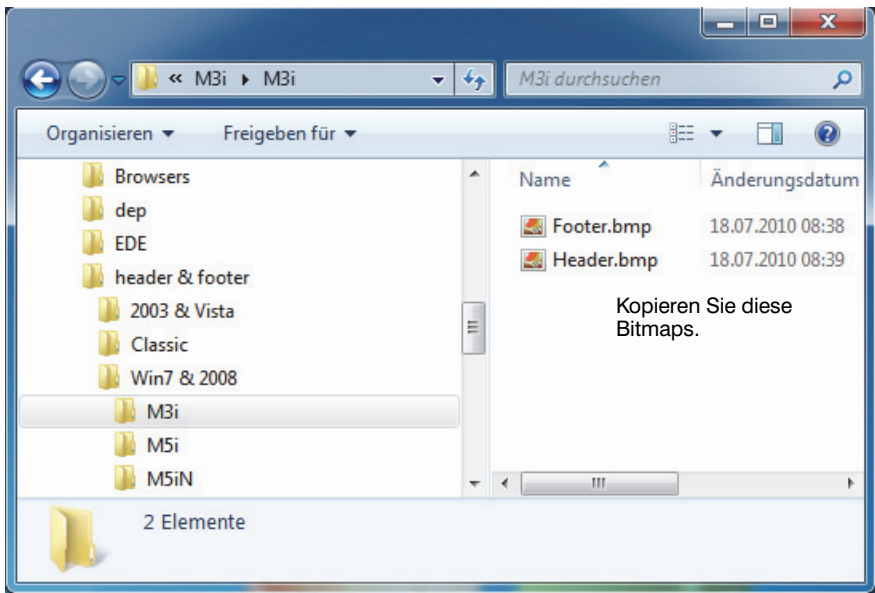 « M3i ▸ M3i
M3i durchsuchen
Organisieren
Freigeben für
Browsers
dep
EDE
header & footer
2003 & Vista
Classic
Win7 & 2008
M3i
M5i
M5iN
Name Änderungsdatum
Footer.bmp 18.07.2010 08:38
Header.bmp 18.07.2010 08:39
Kopieren Sie diese
Bitmaps.
2 Elemente